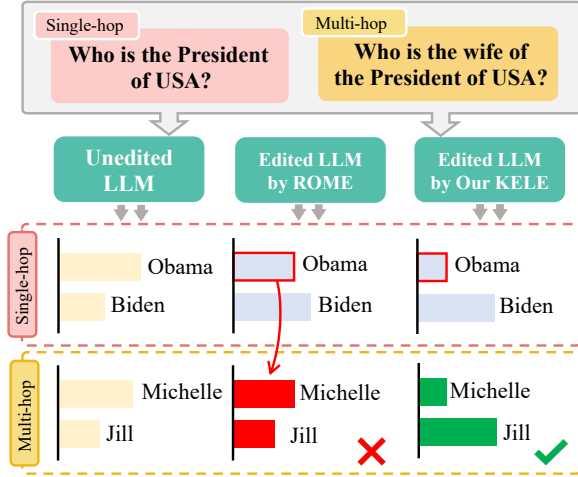 Single-hop
Who is the President
of USA?
Multi-hop
Who is the wife of
the President of USA?
Unedited
LLM
Edited LLM
by ROME
Edited LLM
by Our KELE
Single-hop
Obama
Biden
Obama
Biden
Obama
Biden
Multi-hop
Michelle
Jill
Michelle
Jill
Michelle
Jill